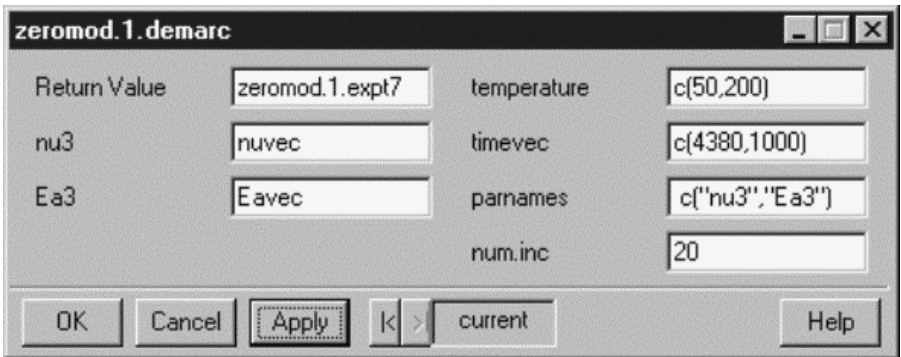 zeromod.1.demarc
Return Value zeromod.1.expt7 temperature c(50,200)
nu3 nuvec timevec c(4380,1000)
Ea3 Eavec parnames c("nu3","Ea3")
num.inc 20
OK Cancel Apply current Help